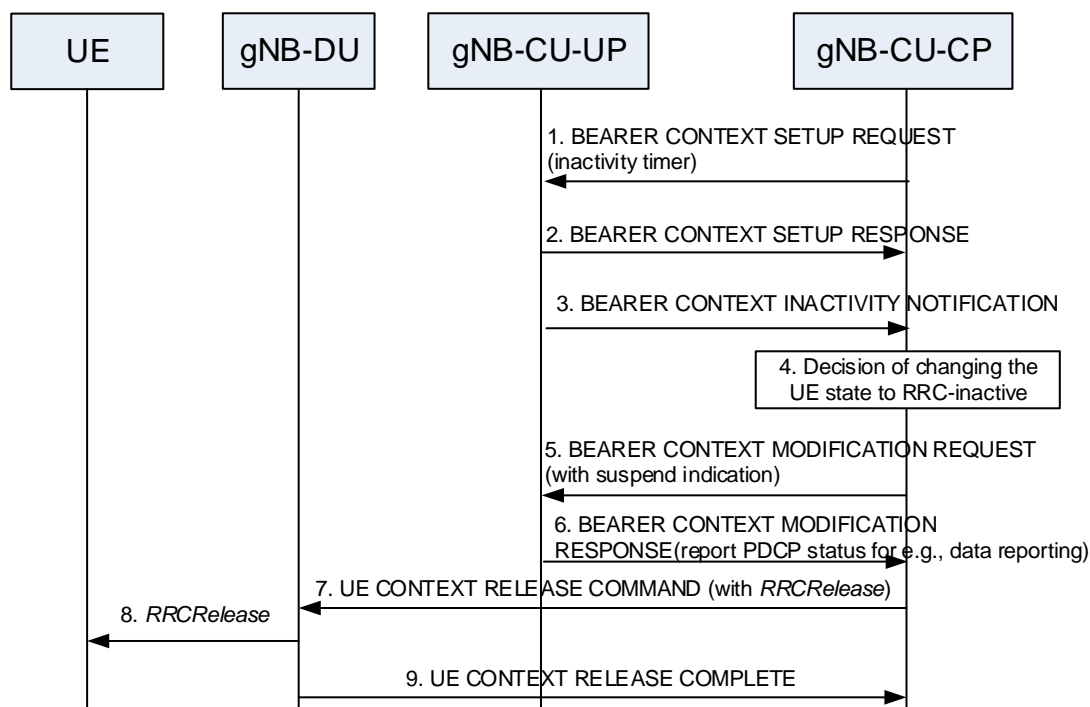 UE
gNB-DU
gNB-CU-UP
gNB-CU-CP
1. BEARER CONTEXT SETUP REQUEST
(inactivity timer)
2. BEARER CONTEXT SETUP RESPONSE
3. BEARER CONTEXT INACTIVITY NOTIFICATION
4. Decision of changing the
UE state to RRC-inactive
5. BEARER CONTEXT MODIFICATION REQUEST
(with suspend indication)
6. BEARER CONTEXT MODIFICATION
RESPONSE(report PDCP status for e.g., data reporting)
7. UE CONTEXT RELEASE COMMAND (with RRCRelease)
8. RRCRelease
9. UE CONTEXT RELEASE COMPLETE